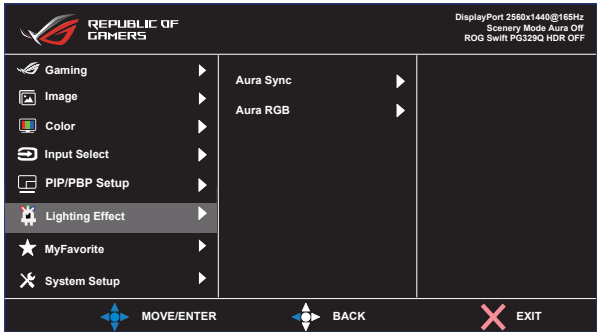 REPUBLIC OF
GAMERS
DisplayPort 2560x1440@165Hz
Scenery Mode Aura Off
ROG Swift PG329Q HDR OFF
Gaming
Image
Color
Input Select
PIP/PBP Setup
Lighting Effect
MyFavorite
System Setup
Aura Sync
Aura RGB
MOVE/ENTER
BACK
EXIT